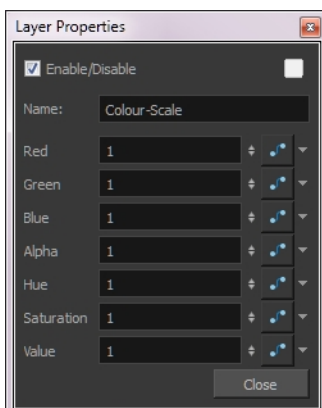 Layer Properties
Enable/Disable
Name: Colour-Scale
Red 1
Green 1
Blue 1
Alpha 1
Hue 1
Saturation 1
Value 1
Close